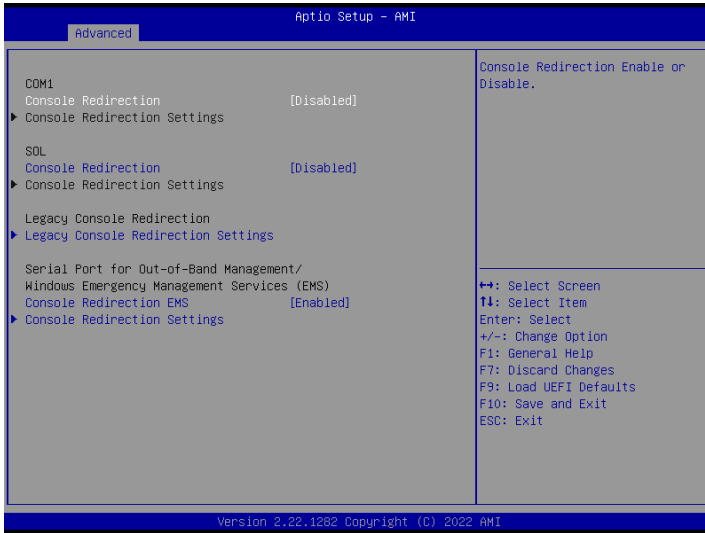 Aptio Setup – AMI
Advanced
COM1
Console Redirection [Disabled]
Console Redirection Settings
SOL
Console Redirection [Disabled]
Console Redirection Settings
Legacy Console Redirection
Legacy Console Redirection Settings
Serial Port for Out-of-Band Management/
Windows Emergency Management Services (EMS)
Console Redirection EMS [Enabled]
Console Redirection Settings
Console Redirection Enable or
Disable.
↔: Select Screen
↑↓: Select Item
Enter: Select
+/-: Change Option
F1: General Help
F7: Discard Changes
F9: Load UEFI Defaults
F10: Save and Exit
ESC: Exit
Version 2.22.1282 Copyright (C) 2022 AMI